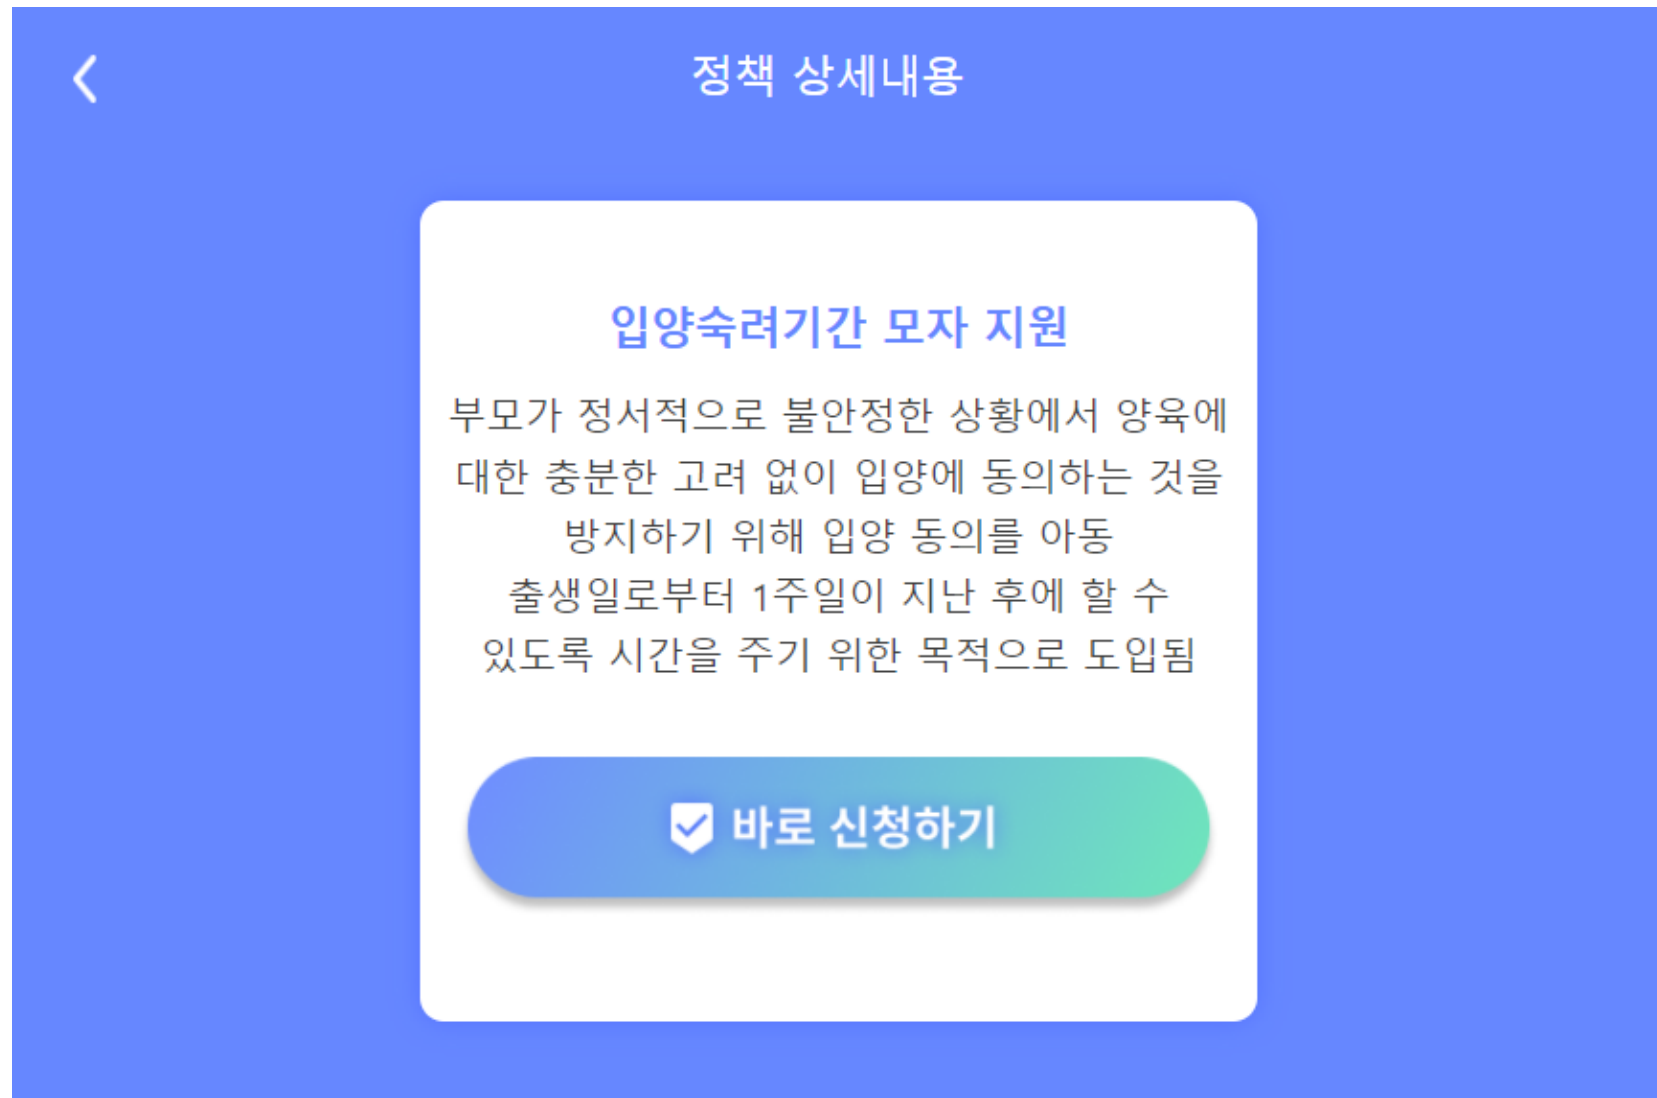 정책 상세내용
입양숙려기간 모자 지원
부모가 정서적으로 불안정한 상황에서 양육에
대한 충분한 고려 없이 입양에 동의하는 것을
방지하기 위해 입양 동의를 아동
출생일로부터 1주일이 지난 후에 할 수
있도록 시간을 주기 위한 목적으로 도입됨
바로 신청하기